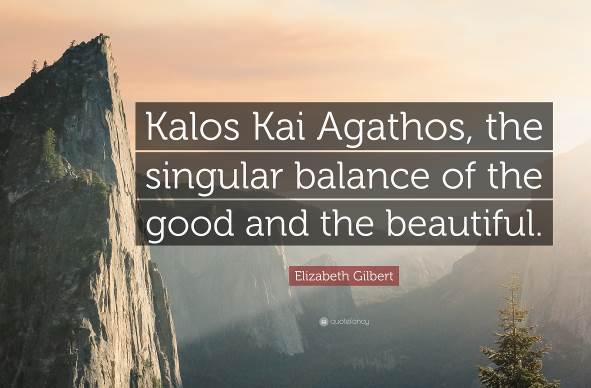 Kalos Kai Agathos, the
singular balance of the
good and the beautiful.
Elizabeth Gilbert
quotefancy